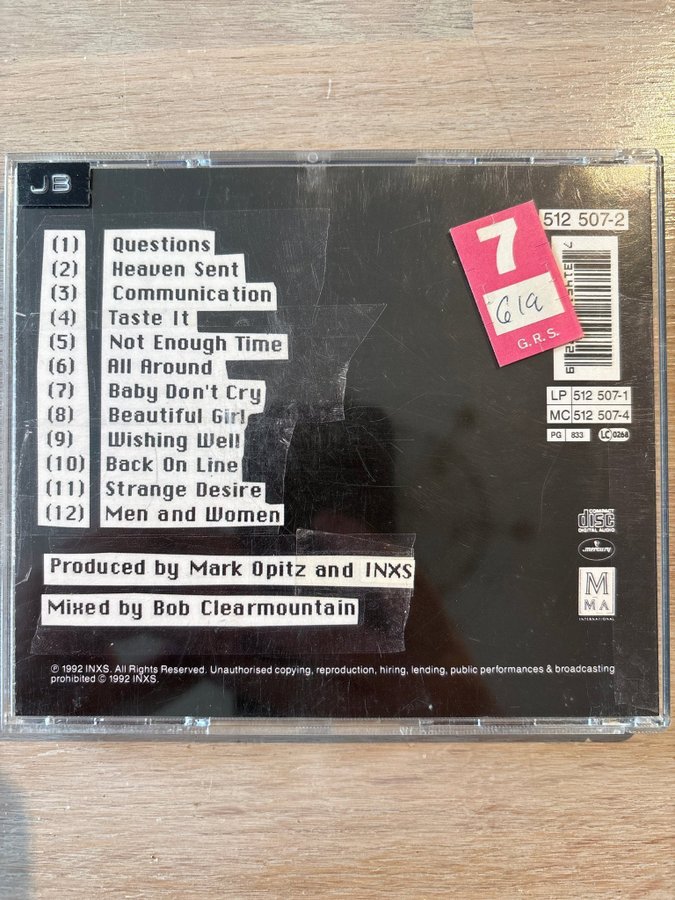 JB
(1) Questions
(2) Heaven Sent
(3) Communication
(4) Taste It
(5) Not Enough Time
(6) All Around
(7) Baby Don't Cry
(8) Beautiful Girl
(9) Wishing Well
(10) Back On Line
(11) Strange Desire
(12) Men and Women
Produced by Mark Opitz and INXS
Mixed by Bob Clearmountain
℗ 1992 INXS. All Rights Reserved. Unauthorised copying, reproduction, hiring, lending, public performances & broadcasting
prohibited © 1992 INXS.
7
619
G.R.S.
512 507-2
LP 512 507-1
MC 512 507-4
PG 833 LC 0268
COMPACT
disc
DIGITAL AUDIO
mercury
M
MA
INTERNATIONAL